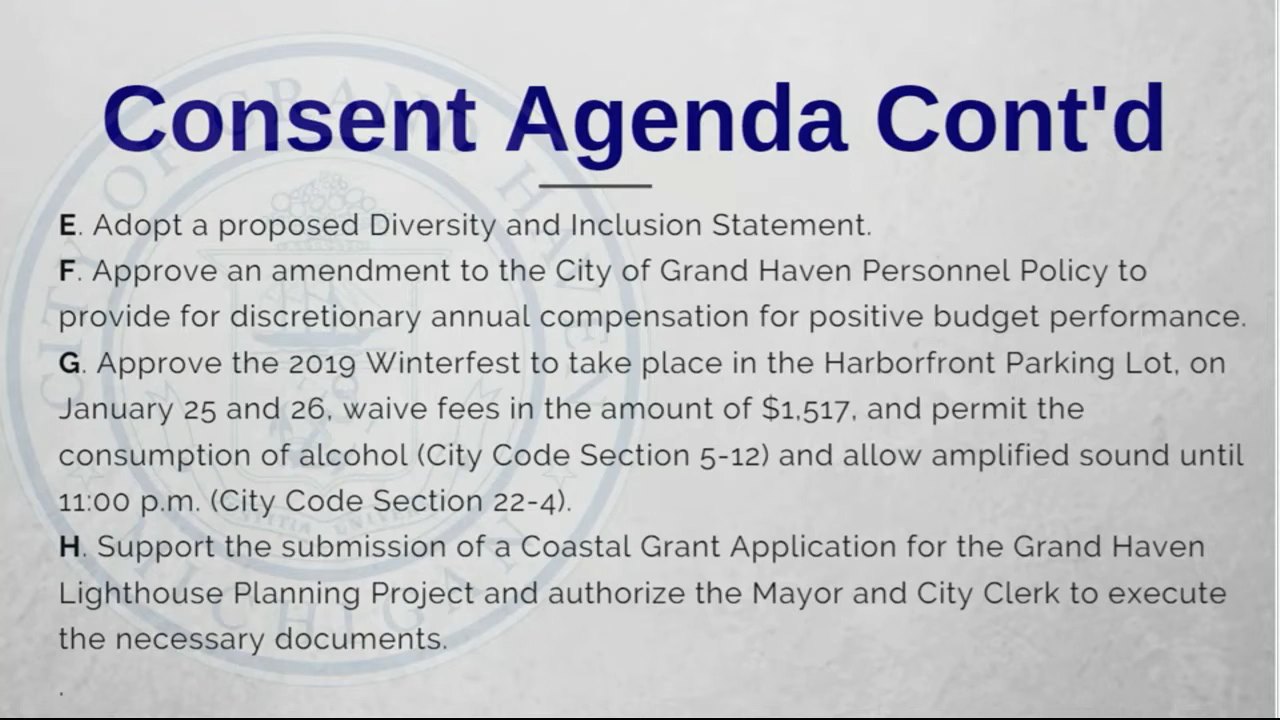 Consent Agenda Cont'd
E. Adopt a proposed Diversity and Inclusion Statement.
F. Approve an amendment to the City of Grand Haven Personnel Policy to
provide for discretionary annual compensation for positive budget performance.
G. Approve the 2019 Winterfest to take place in the Harborfront Parking Lot, on
January 25 and 26, waive fees in the amount of $1,517, and permit the
consumption of alcohol (City Code Section 5-12) and allow amplified sound until
11:00 p.m. (City Code Section 22-4).
H. Support the submission of a Coastal Grant Application for the Grand Haven
Lighthouse Planning Project and authorize the Mayor and City Clerk to execute
the necessary documents.
.
CITY OF GRAND HAVEN
MICHIGAN